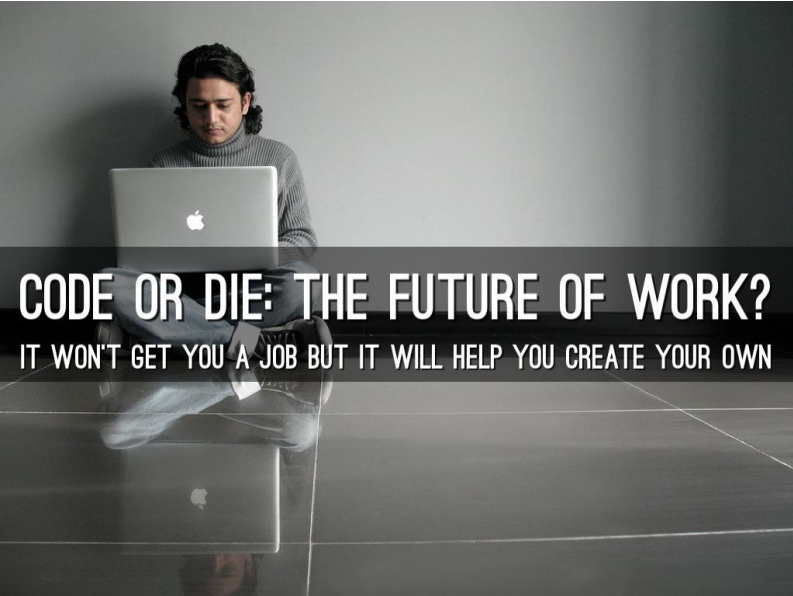 CODE OR DIE: THE FUTURE OF WORK?
IT WON'T GET YOU A JOB BUT IT WILL HELP YOU CREATE YOUR OWN